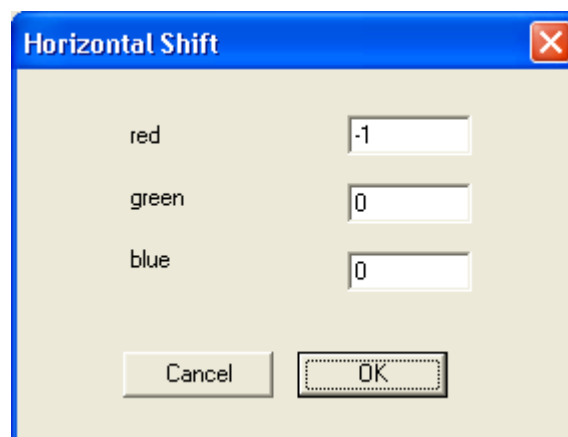 Horizontal Shift
red -1
green 0
blue 0
Cancel OK